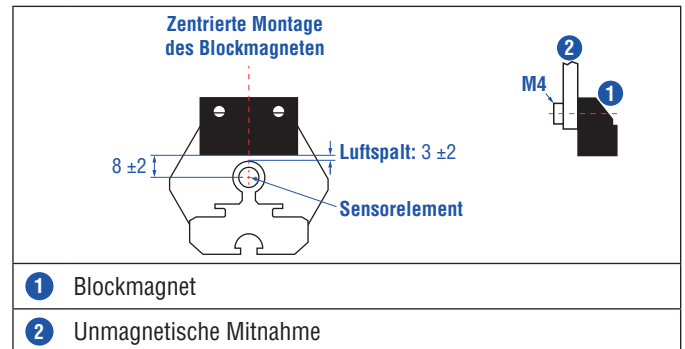 Zentrierte Montage
des Blockmagneten
2
M4
1
Luftspalt: 3 ±2
8 ±2
Sensorelement
1 Blockmagnet
2 Unmagnetische Mitnahme